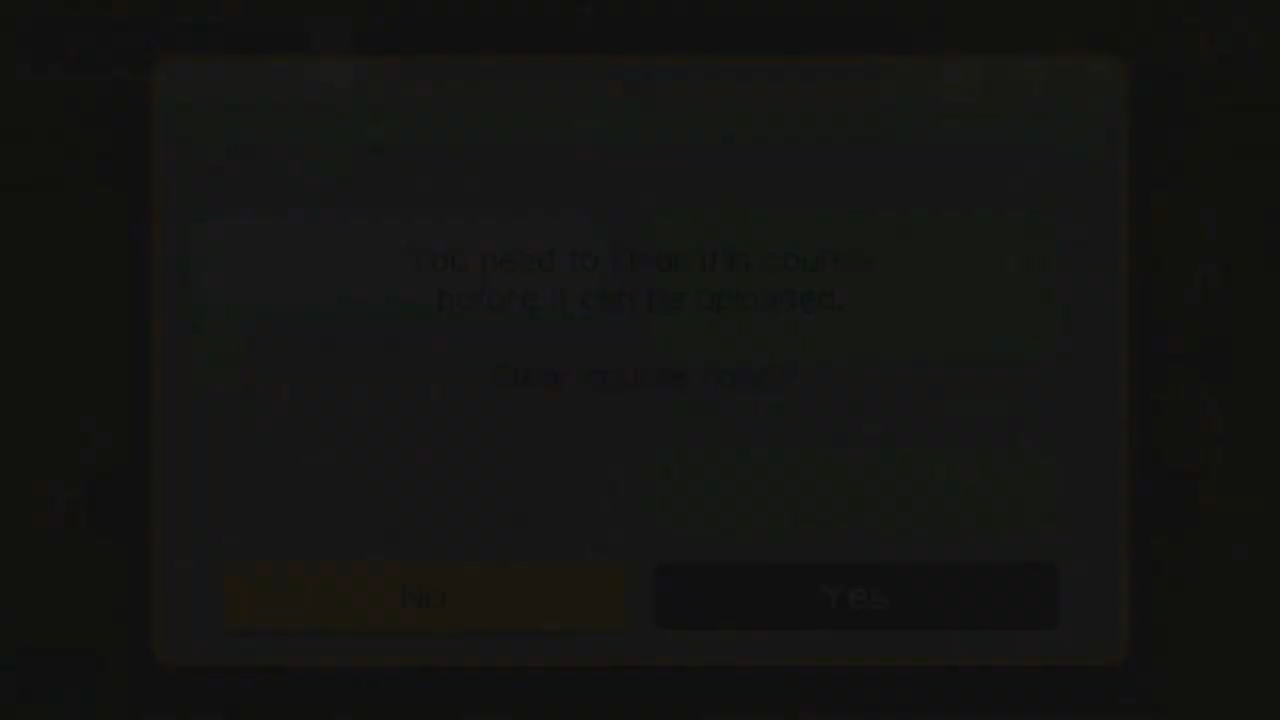 You need to clear this course
before it can be uploaded.
Clear course now?
No
Yes